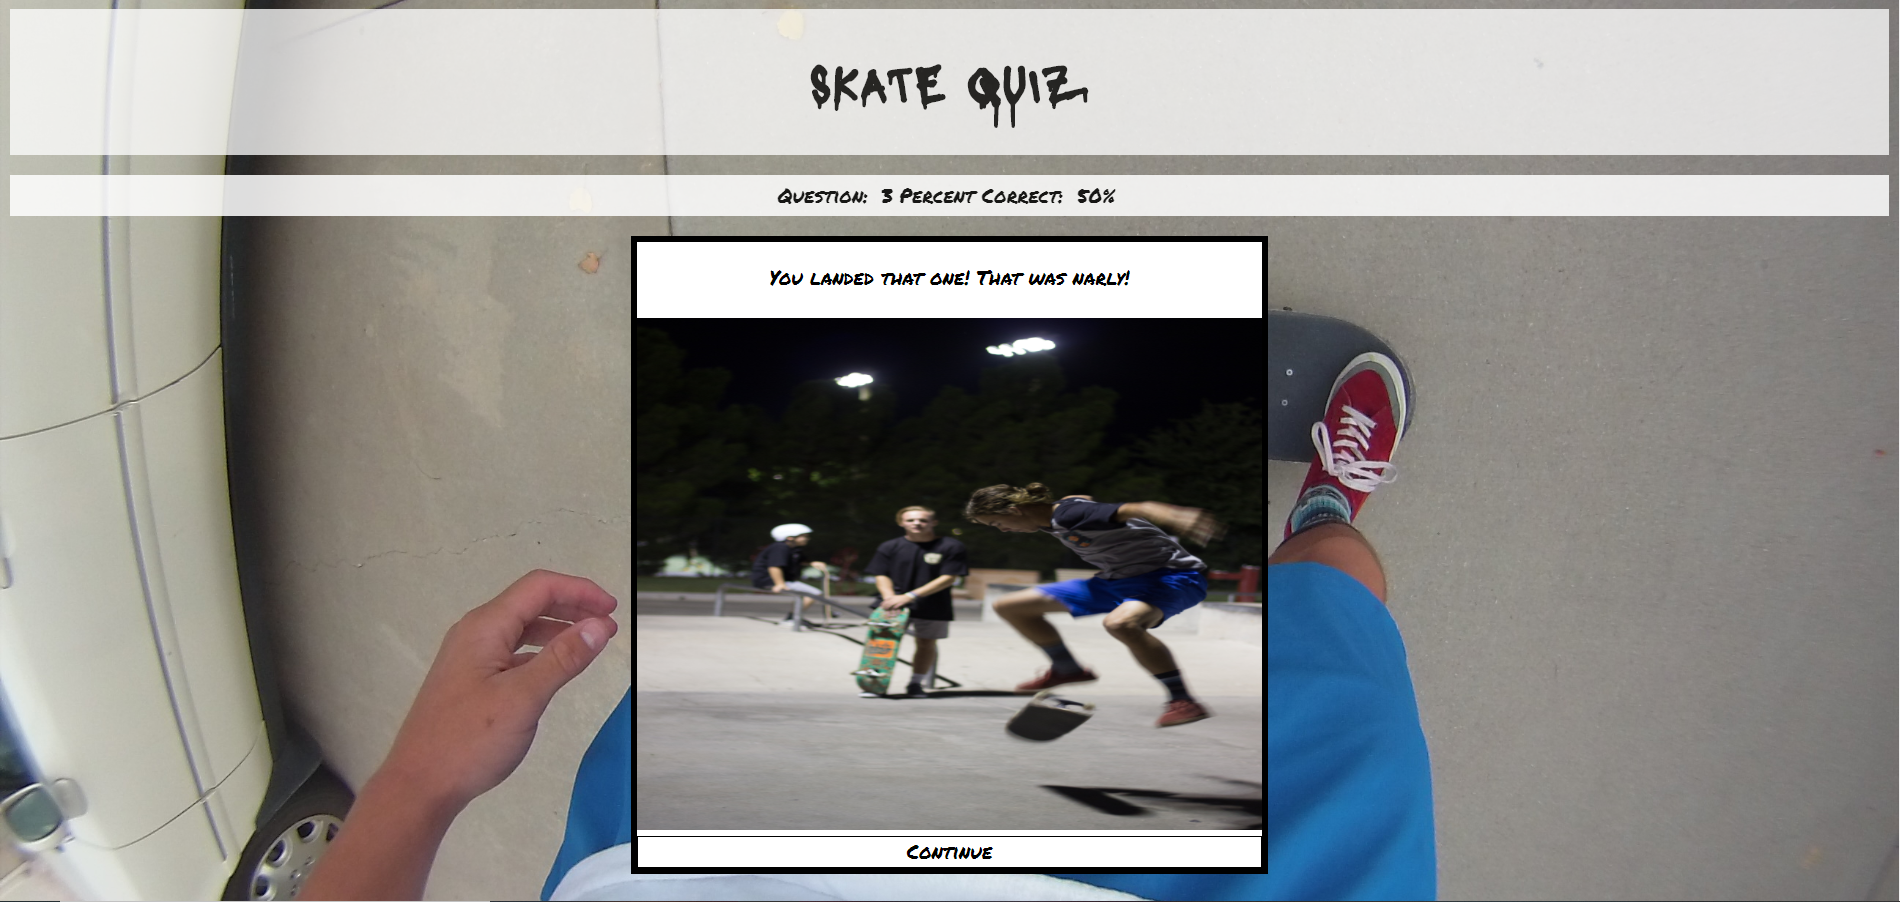 SKATE QUIZ
QUESTION: 3 PERCENT CORRECT: 50%
YOU LANDED THAT ONE! THAT WAS NARLY!
CONTINUE